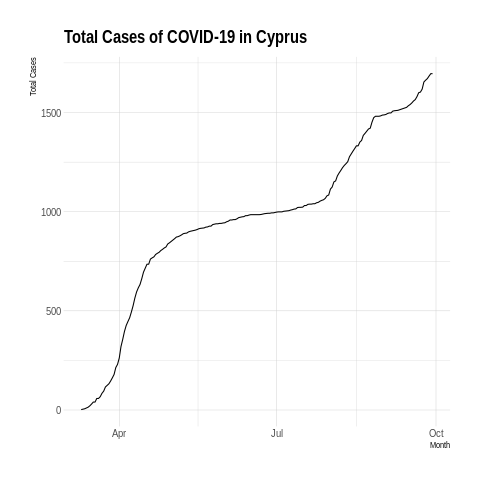 Total Cases of COVID-19 in Cyprus
Total Cases
1500
1000
500
0
Apr Jul Oct
Month